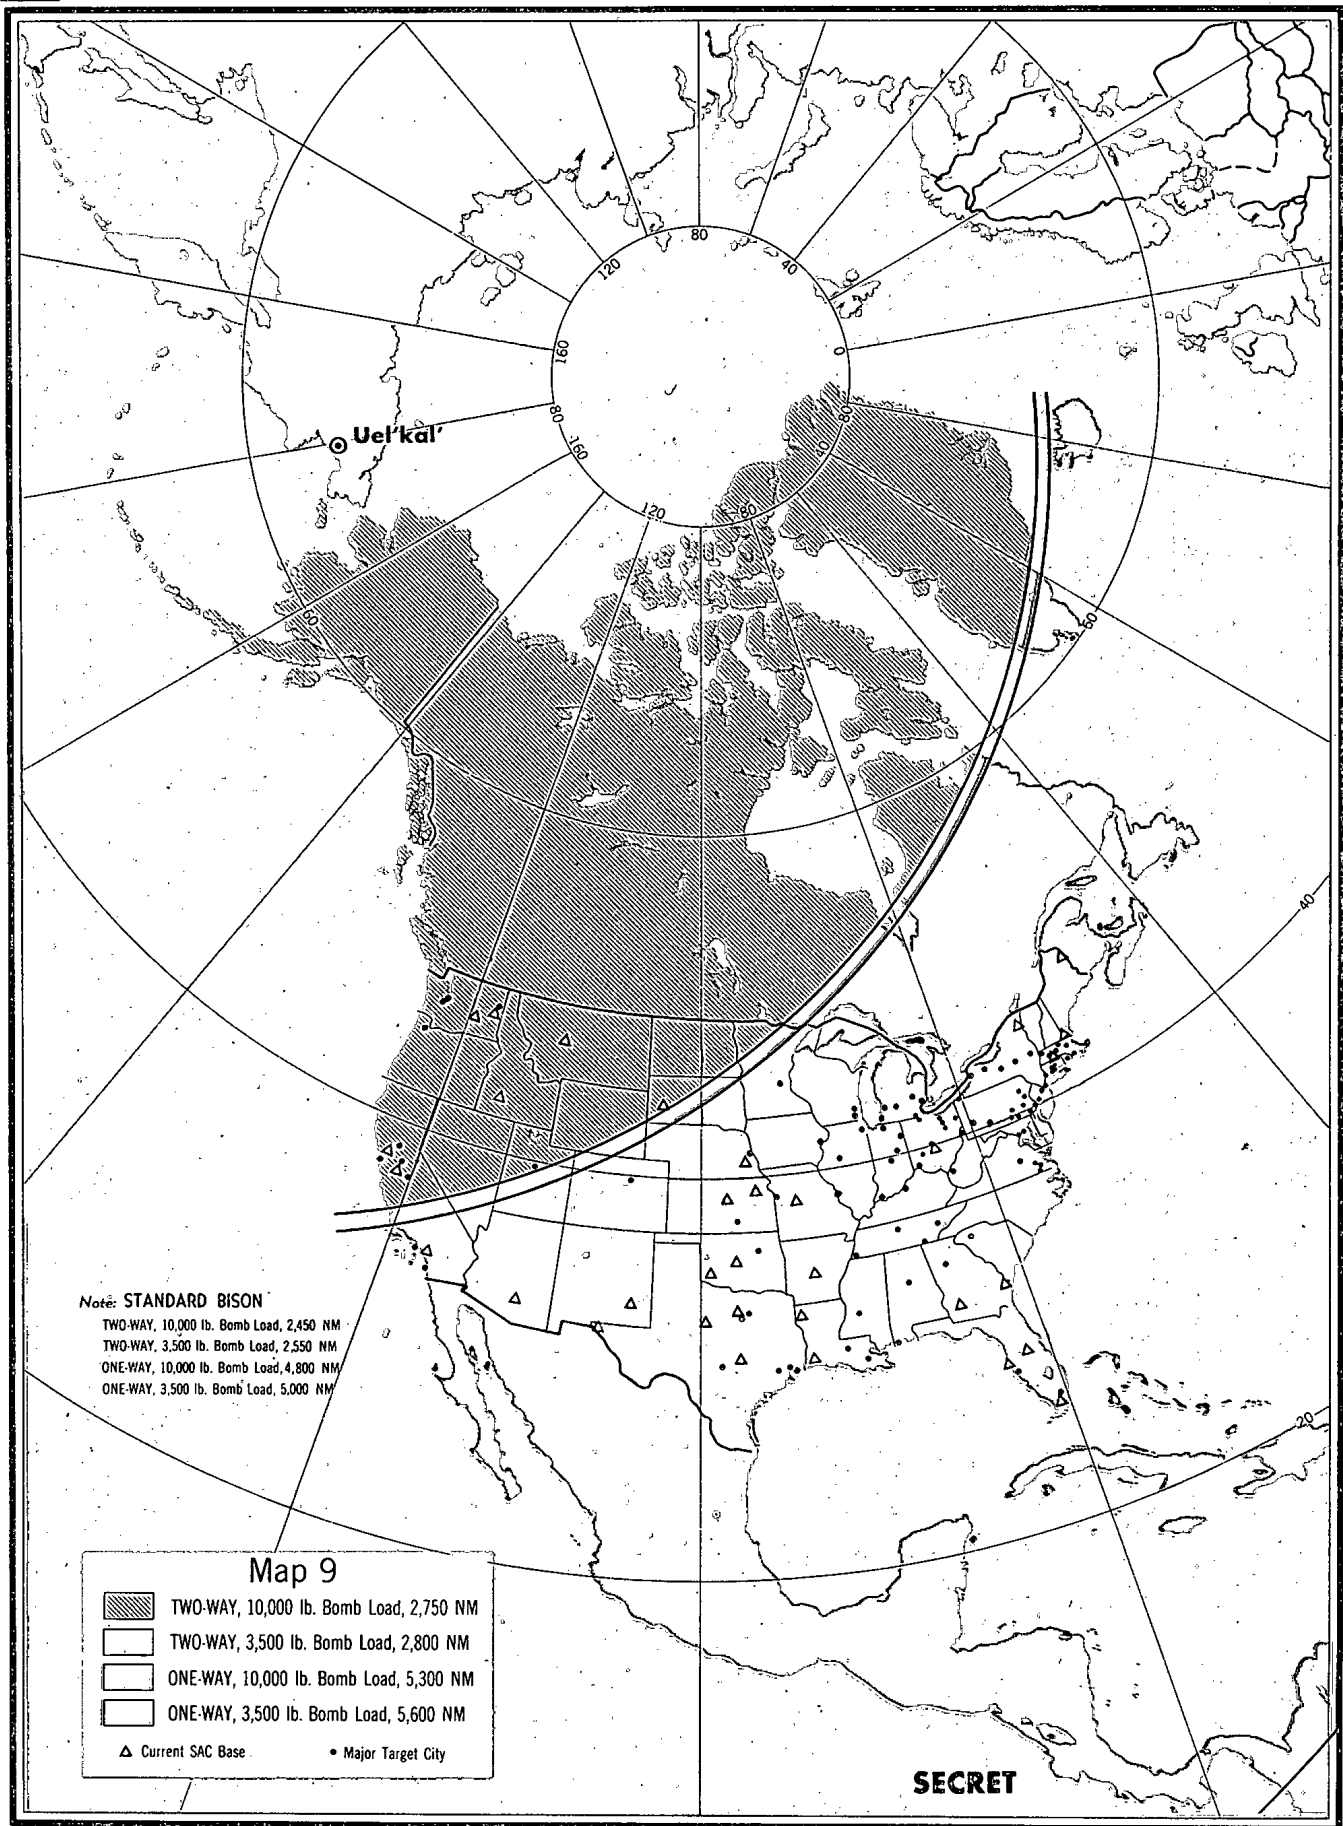 80
120
40
160
0
80
80
160
Uel'kal'
40
120
80
60
60
40
Note: STANDARD BISON
TWO-WAY, 10,000 lb. Bomb Load, 2,450 NM
TWO-WAY, 3,500 lb. Bomb Load, 2,550 NM
ONE-WAY, 10,000 lb. Bomb Load, 4,800 NM
ONE-WAY, 3,500 lb. Bomb Load, 5,000 NM
20
Map 9
TWO-WAY, 10,000 lb. Bomb Load, 2,750 NM
TWO-WAY, 3,500 lb. Bomb Load, 2,800 NM
ONE-WAY, 10,000 lb. Bomb Load, 5,300 NM
ONE-WAY, 3,500 lb. Bomb Load, 5,600 NM
Current SAC Base
Major Target City
SECRET